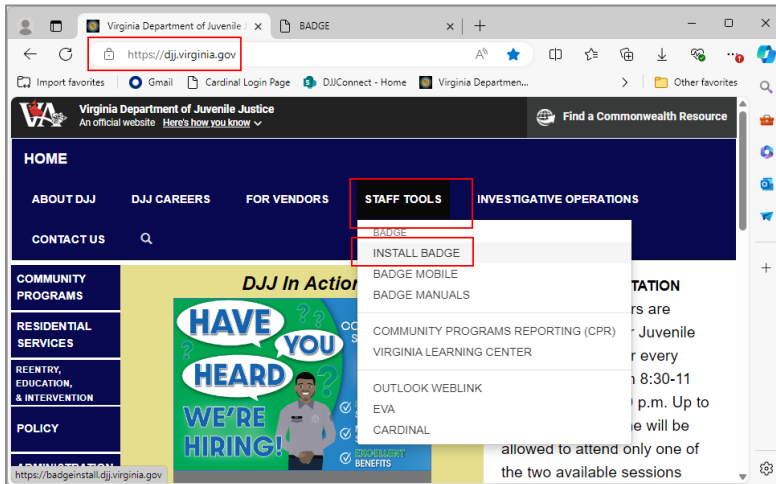 Virginia Department of Juvenile J
BADGE
https://djj.virginia.gov
Import favorites
Gmail
Cardinal Login Page
DJJConnect - Home
Virginia Departmen...
Other favorites
Virginia Department of Juvenile Justice
An official website Here's how you know
Find a Commonwealth Resource
HOME
ABOUT DJJ
DJJ CAREERS
FOR VENDORS
STAFF TOOLS
INVESTIGATIVE OPERATIONS
CONTACT US
BADGE
INSTALL BADGE
BADGE MOBILE
BADGE MANUALS
COMMUNITY PROGRAMS REPORTING (CPR)
VIRGINIA LEARNING CENTER
OUTLOOK WEBLINK
EVA
CARDINAL
COMMUNITY
PROGRAMS
RESIDENTIAL
SERVICES
REENTRY,
EDUCATION,
& INTERVENTION
POLICY
DJJ In Action
HAVE
YOU
HEARD
WE'RE
HIRING!
EXCELLENT
BENEFITS
TATION
rs are
Juvenile
r every
8:30-11
p.m. Up to
e will be
allowed to attend only one of
the two available sessions
https://badgeinstall.djj.virginia.gov